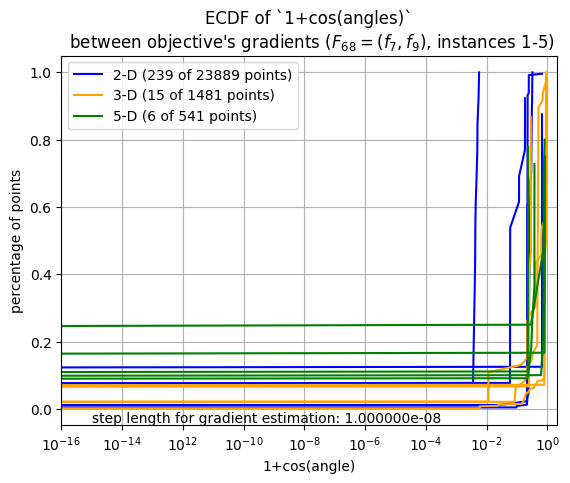 ECDF of `1+cos(angles)`
between objective's gradients (F₆₈ = (f₇, f₉), instances 1-5)
2-D (239 of 23889 points)
3-D (15 of 1481 points)
5-D (6 of 541 points)
percentage of points
1.0
0.8
0.6
0.4
0.2
0.0
step length for gradient estimation: 1.000000e-08
10⁻¹⁶ 10⁻¹⁴ 10⁻¹² 10⁻¹⁰ 10⁻⁸ 10⁻⁶ 10⁻⁴ 10⁻² 10⁰
1+cos(angle)